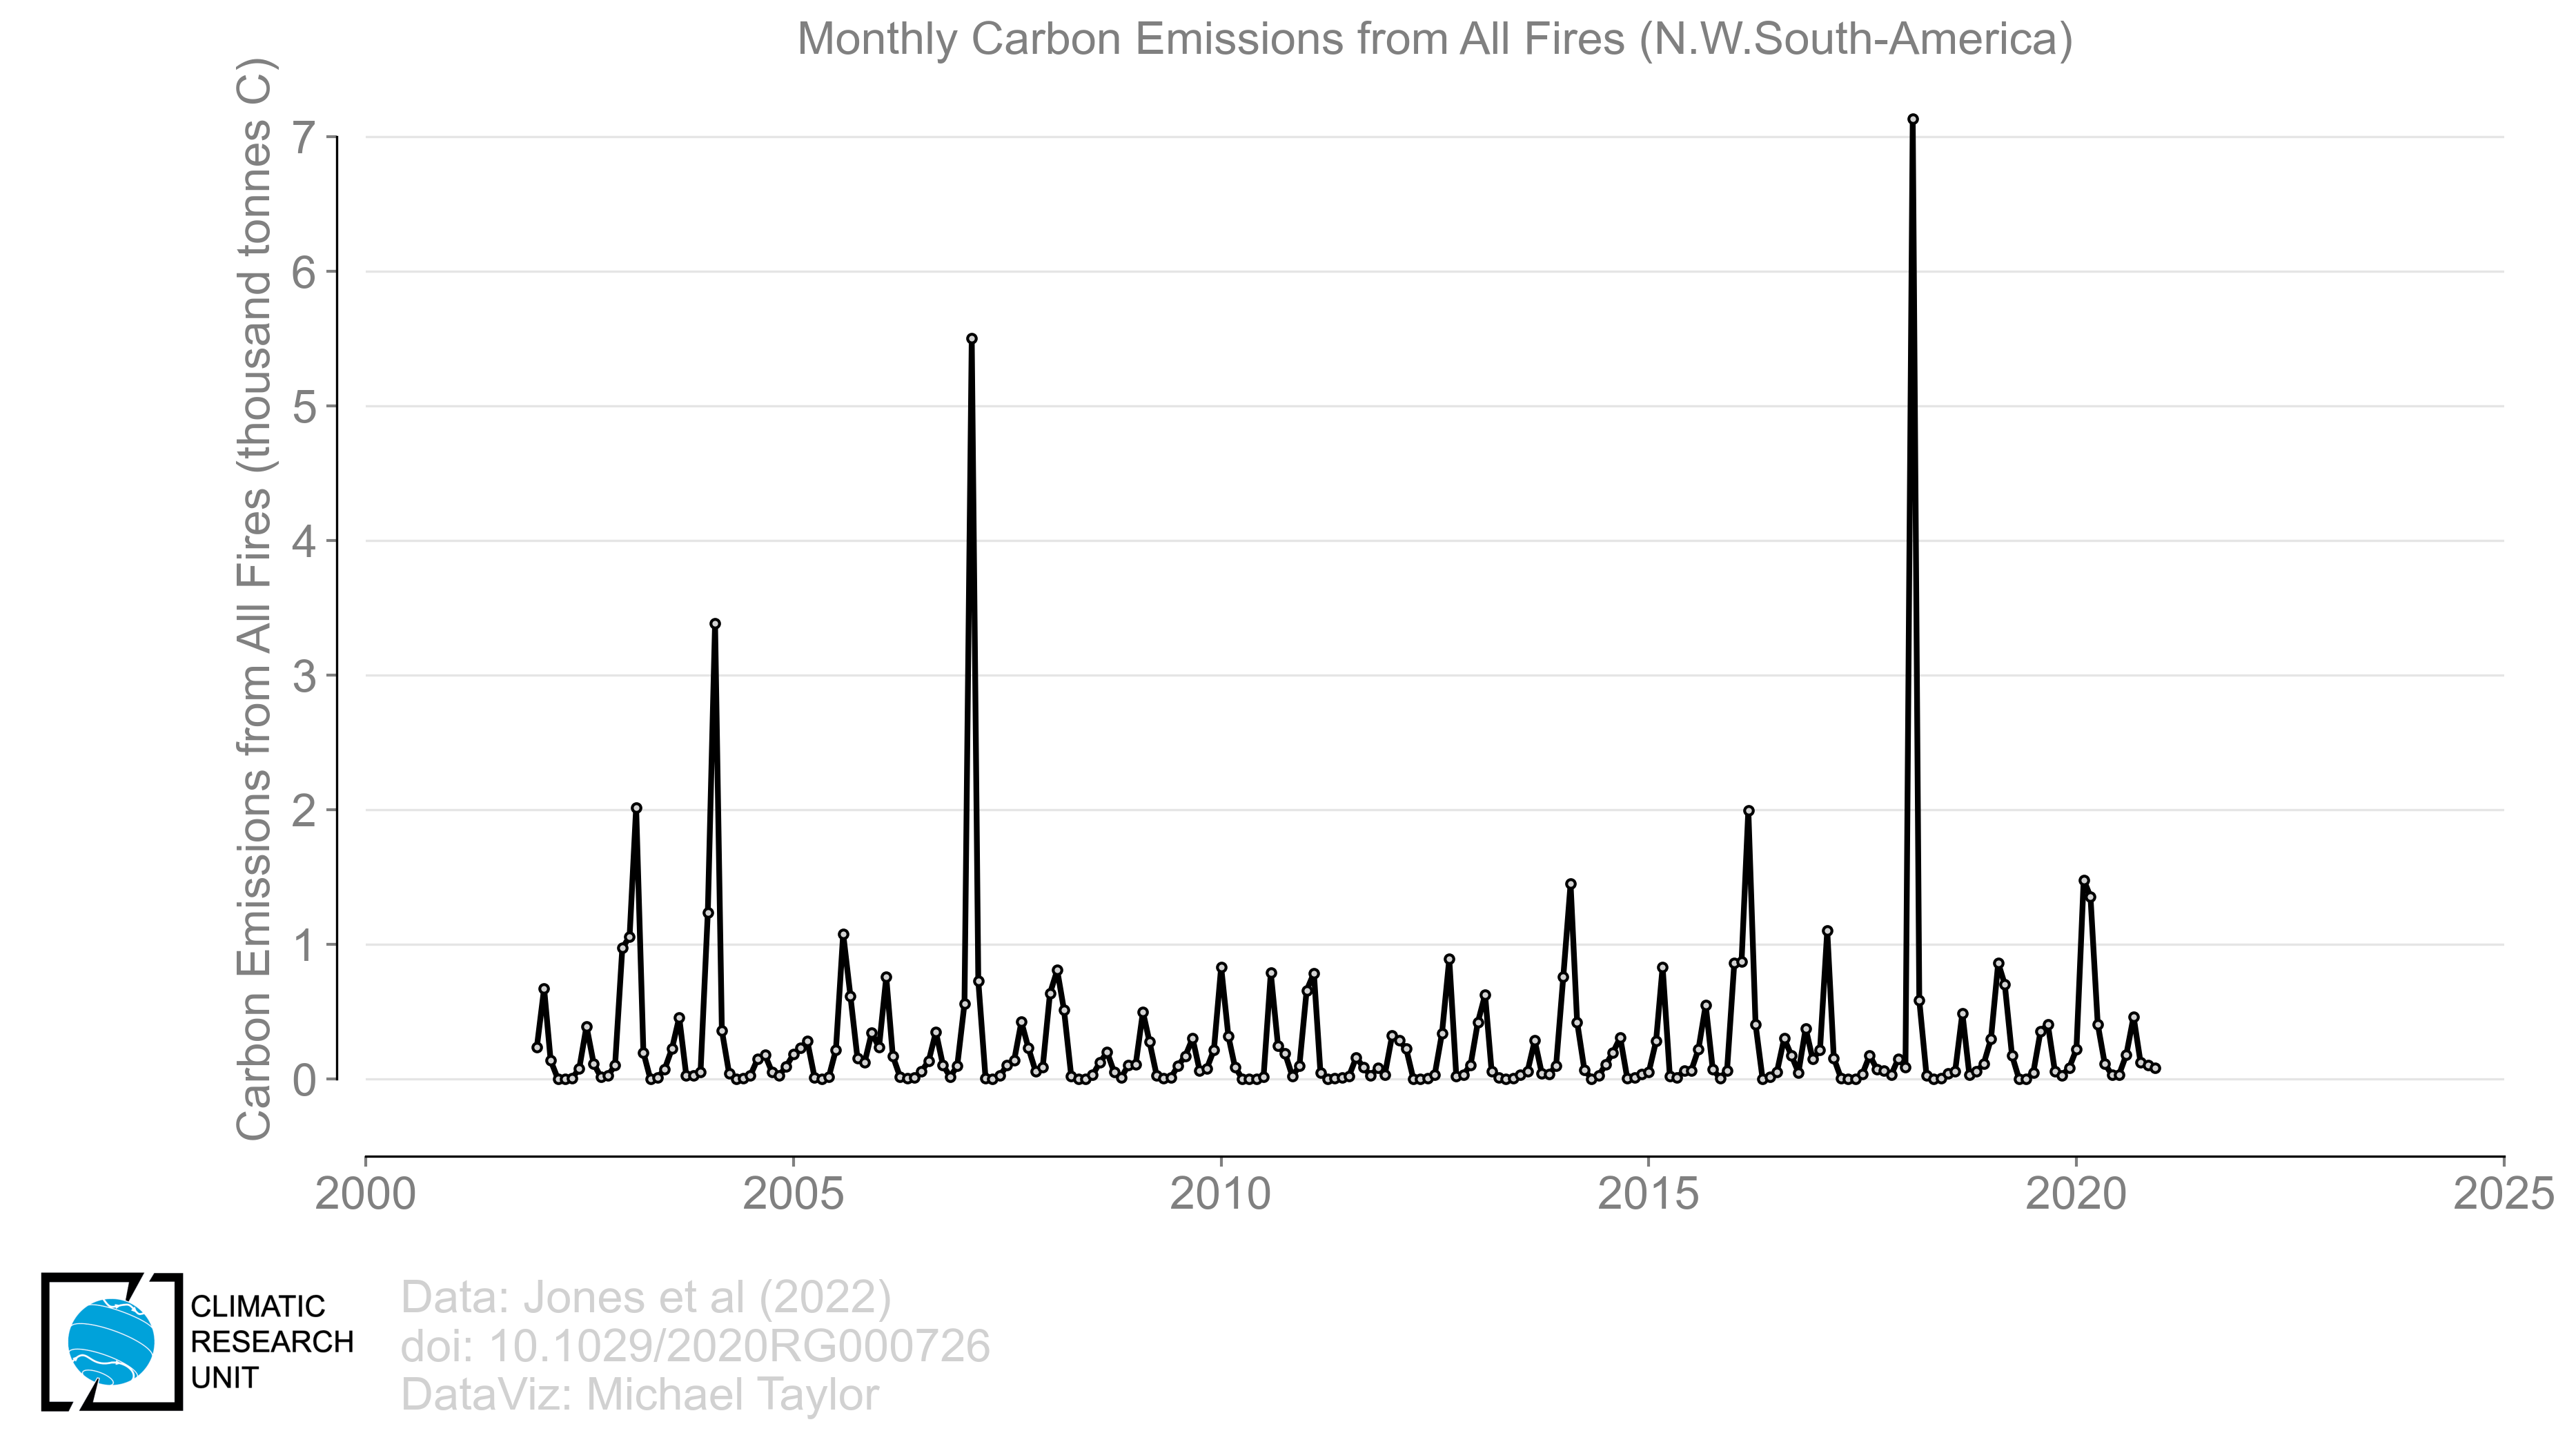 Monthly Carbon Emissions from All Fires (N.W.South-America)
Carbon Emissions from All Fires (thousand tonnes C)
7
6
5
4
3
2
1
0
2000 2005 2010 2015 2020 2025
CLIMATIC
RESEARCH
UNIT
Data: Jones et al (2022)
doi: 10.1029/2020RG000726
DataViz: Michael Taylor